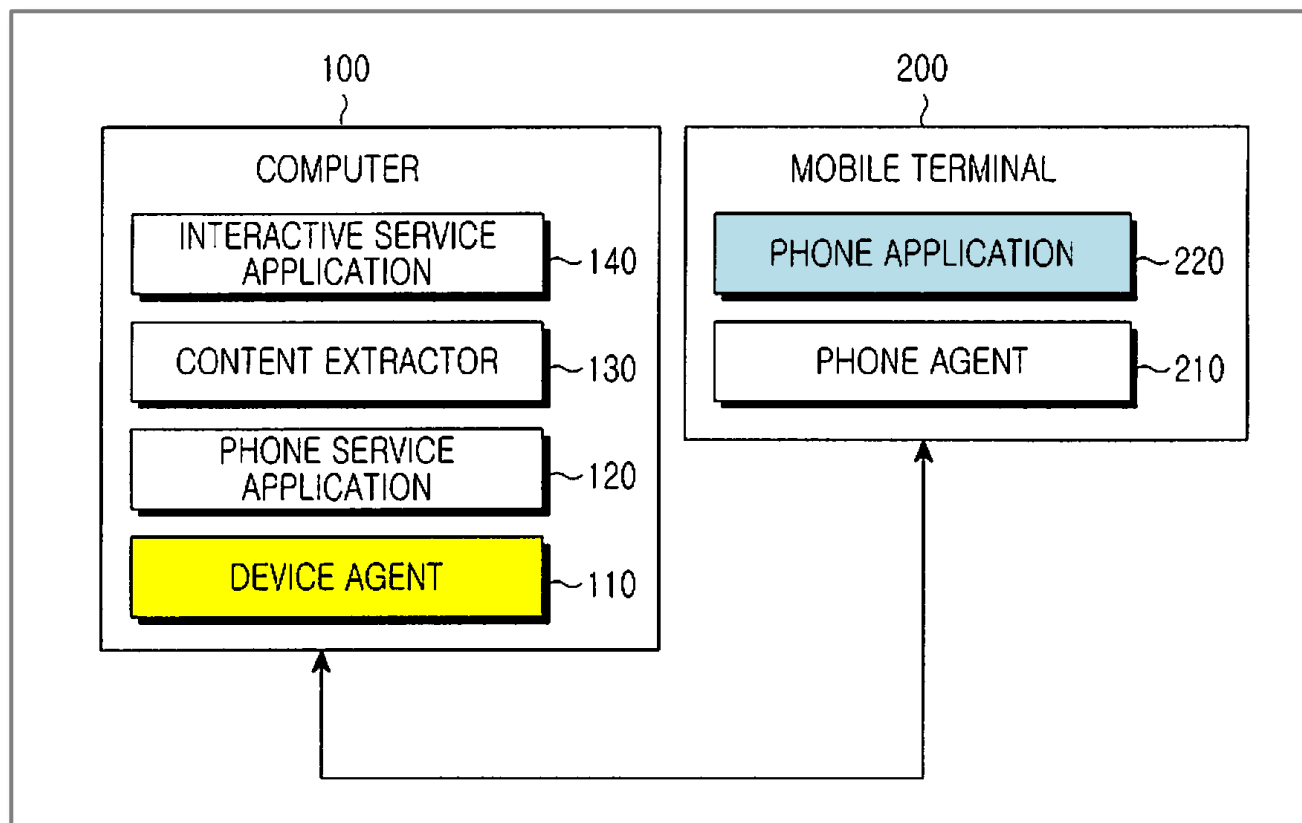 100
200
COMPUTER
INTERACTIVE SERVICE
APPLICATION
140
CONTENT EXTRACTOR
130
PHONE SERVICE
APPLICATION
120
DEVICE AGENT
110
MOBILE TERMINAL
PHONE APPLICATION
220
PHONE AGENT
210